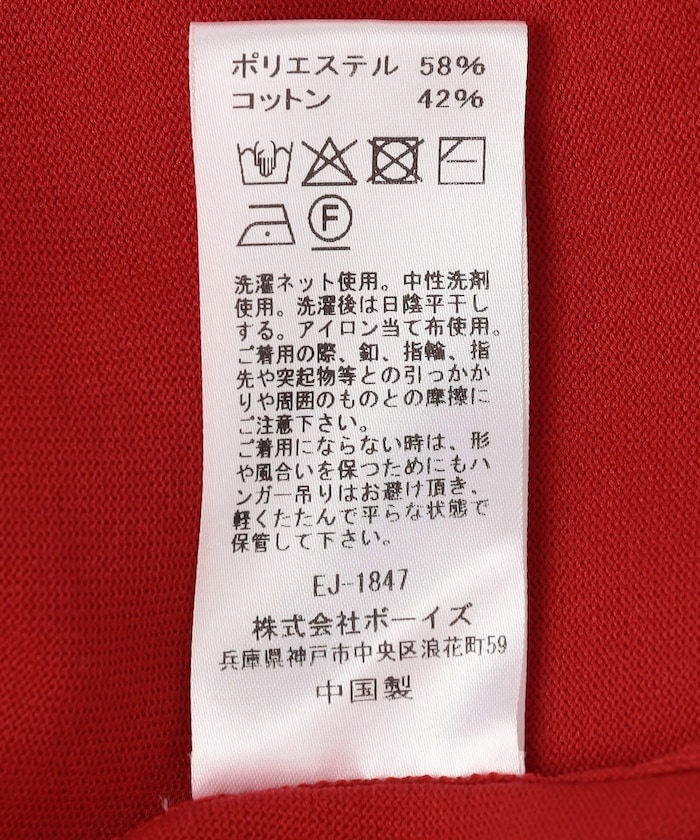 ポリエステル 58%
コットン 42%
F
洗濯ネット使用。中性洗剤
使用。洗濯後は日陰平干し
する。アイロン当て布使用。
ご着用の際、釦、指輪、指
先や突起物等との引っかか
りや周囲のものとの摩擦に
ご注意下さい。
ご着用にならない時は、形
や風合いを保つためにもハ
ンガー吊りはお避け頂き、
軽くたたんで平らな状態で
保管して下さい。
EJ-1847
株式会社ボーイズ
兵庫県神戸市中央区浪花町59
中国製